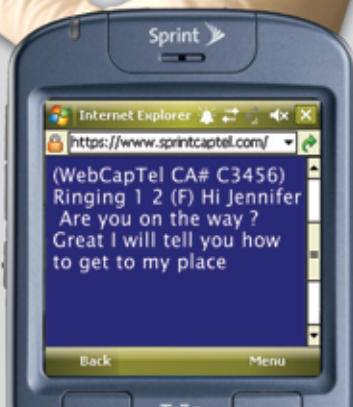 Sprint
Internet Explorer
https://www.sprintcaptel.com/
(WebCapTel CA# C3456)
Ringing 1 2 (F) Hi Jennifer
Are you on the way ?
Great I will tell you how
to get to my place
Back Menu